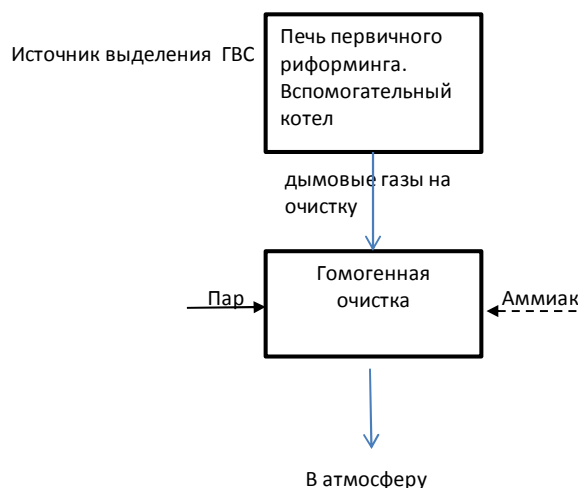 Источник выделения ГВС
Печь первичного
риформинга.
Вспомогательный
котел
дымовые газы на
очистку
Гомогенная
очистка
Пар
Аммиак
В атмосферу